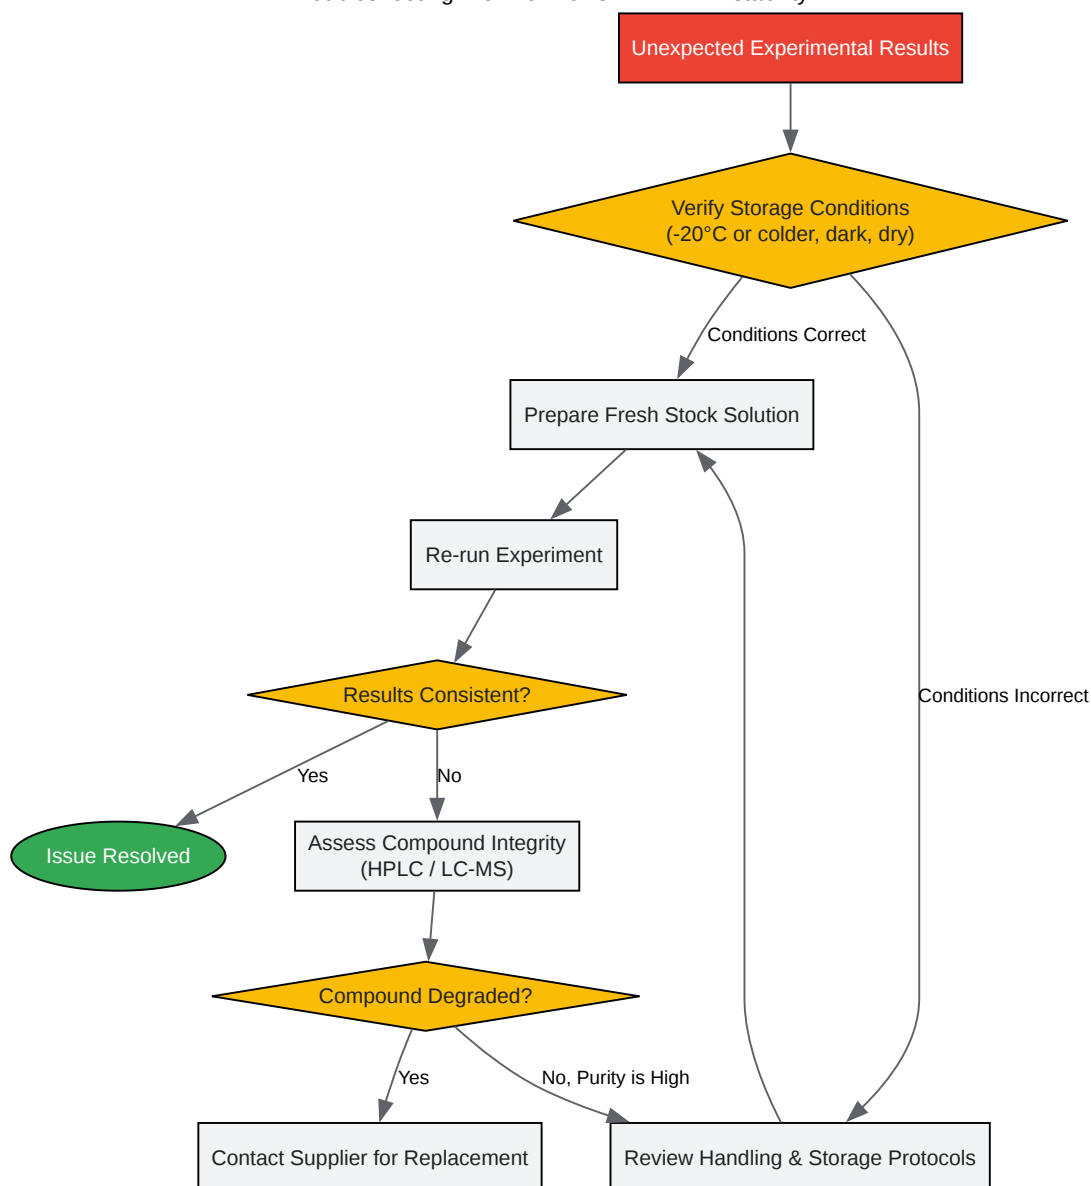 Unexpected Experimental Results
Verify Storage Conditions
(-20°C or colder, dark, dry)
Conditions Correct
Prepare Fresh Stock Solution
Re-run Experiment
Results Consistent?
Conditions Incorrect
Yes
No
Issue Resolved
Assess Compound Integrity
(HPLC / LC-MS)
Compound Degraded?
Yes
No, Purity is High
Contact Supplier for Replacement
Review Handling & Storage Protocols